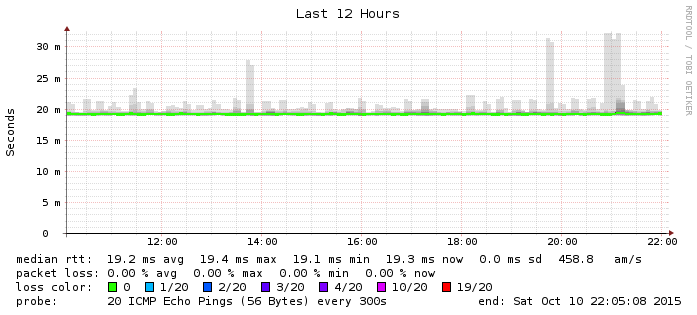 Last 12 Hours
RRDTOOL / TOBI OETIKER
Seconds
30 m
25 m
20 m
15 m
10 m
5 m
0
12:00 14:00 16:00 18:00 20:00 22:00
median rtt: 19.2 ms avg 19.4 ms max 19.1 ms min 19.3 ms now 0.0 ms sd 458.8 am/s
packet loss: 0.00 % avg 0.00 % max 0.00 % min 0.00 % now
loss color: 0 1/20 2/20 3/20 4/20 10/20 19/20
probe: 20 ICMP Echo Pings (56 Bytes) every 300s end: Sat Oct 10 22:05:08 2015